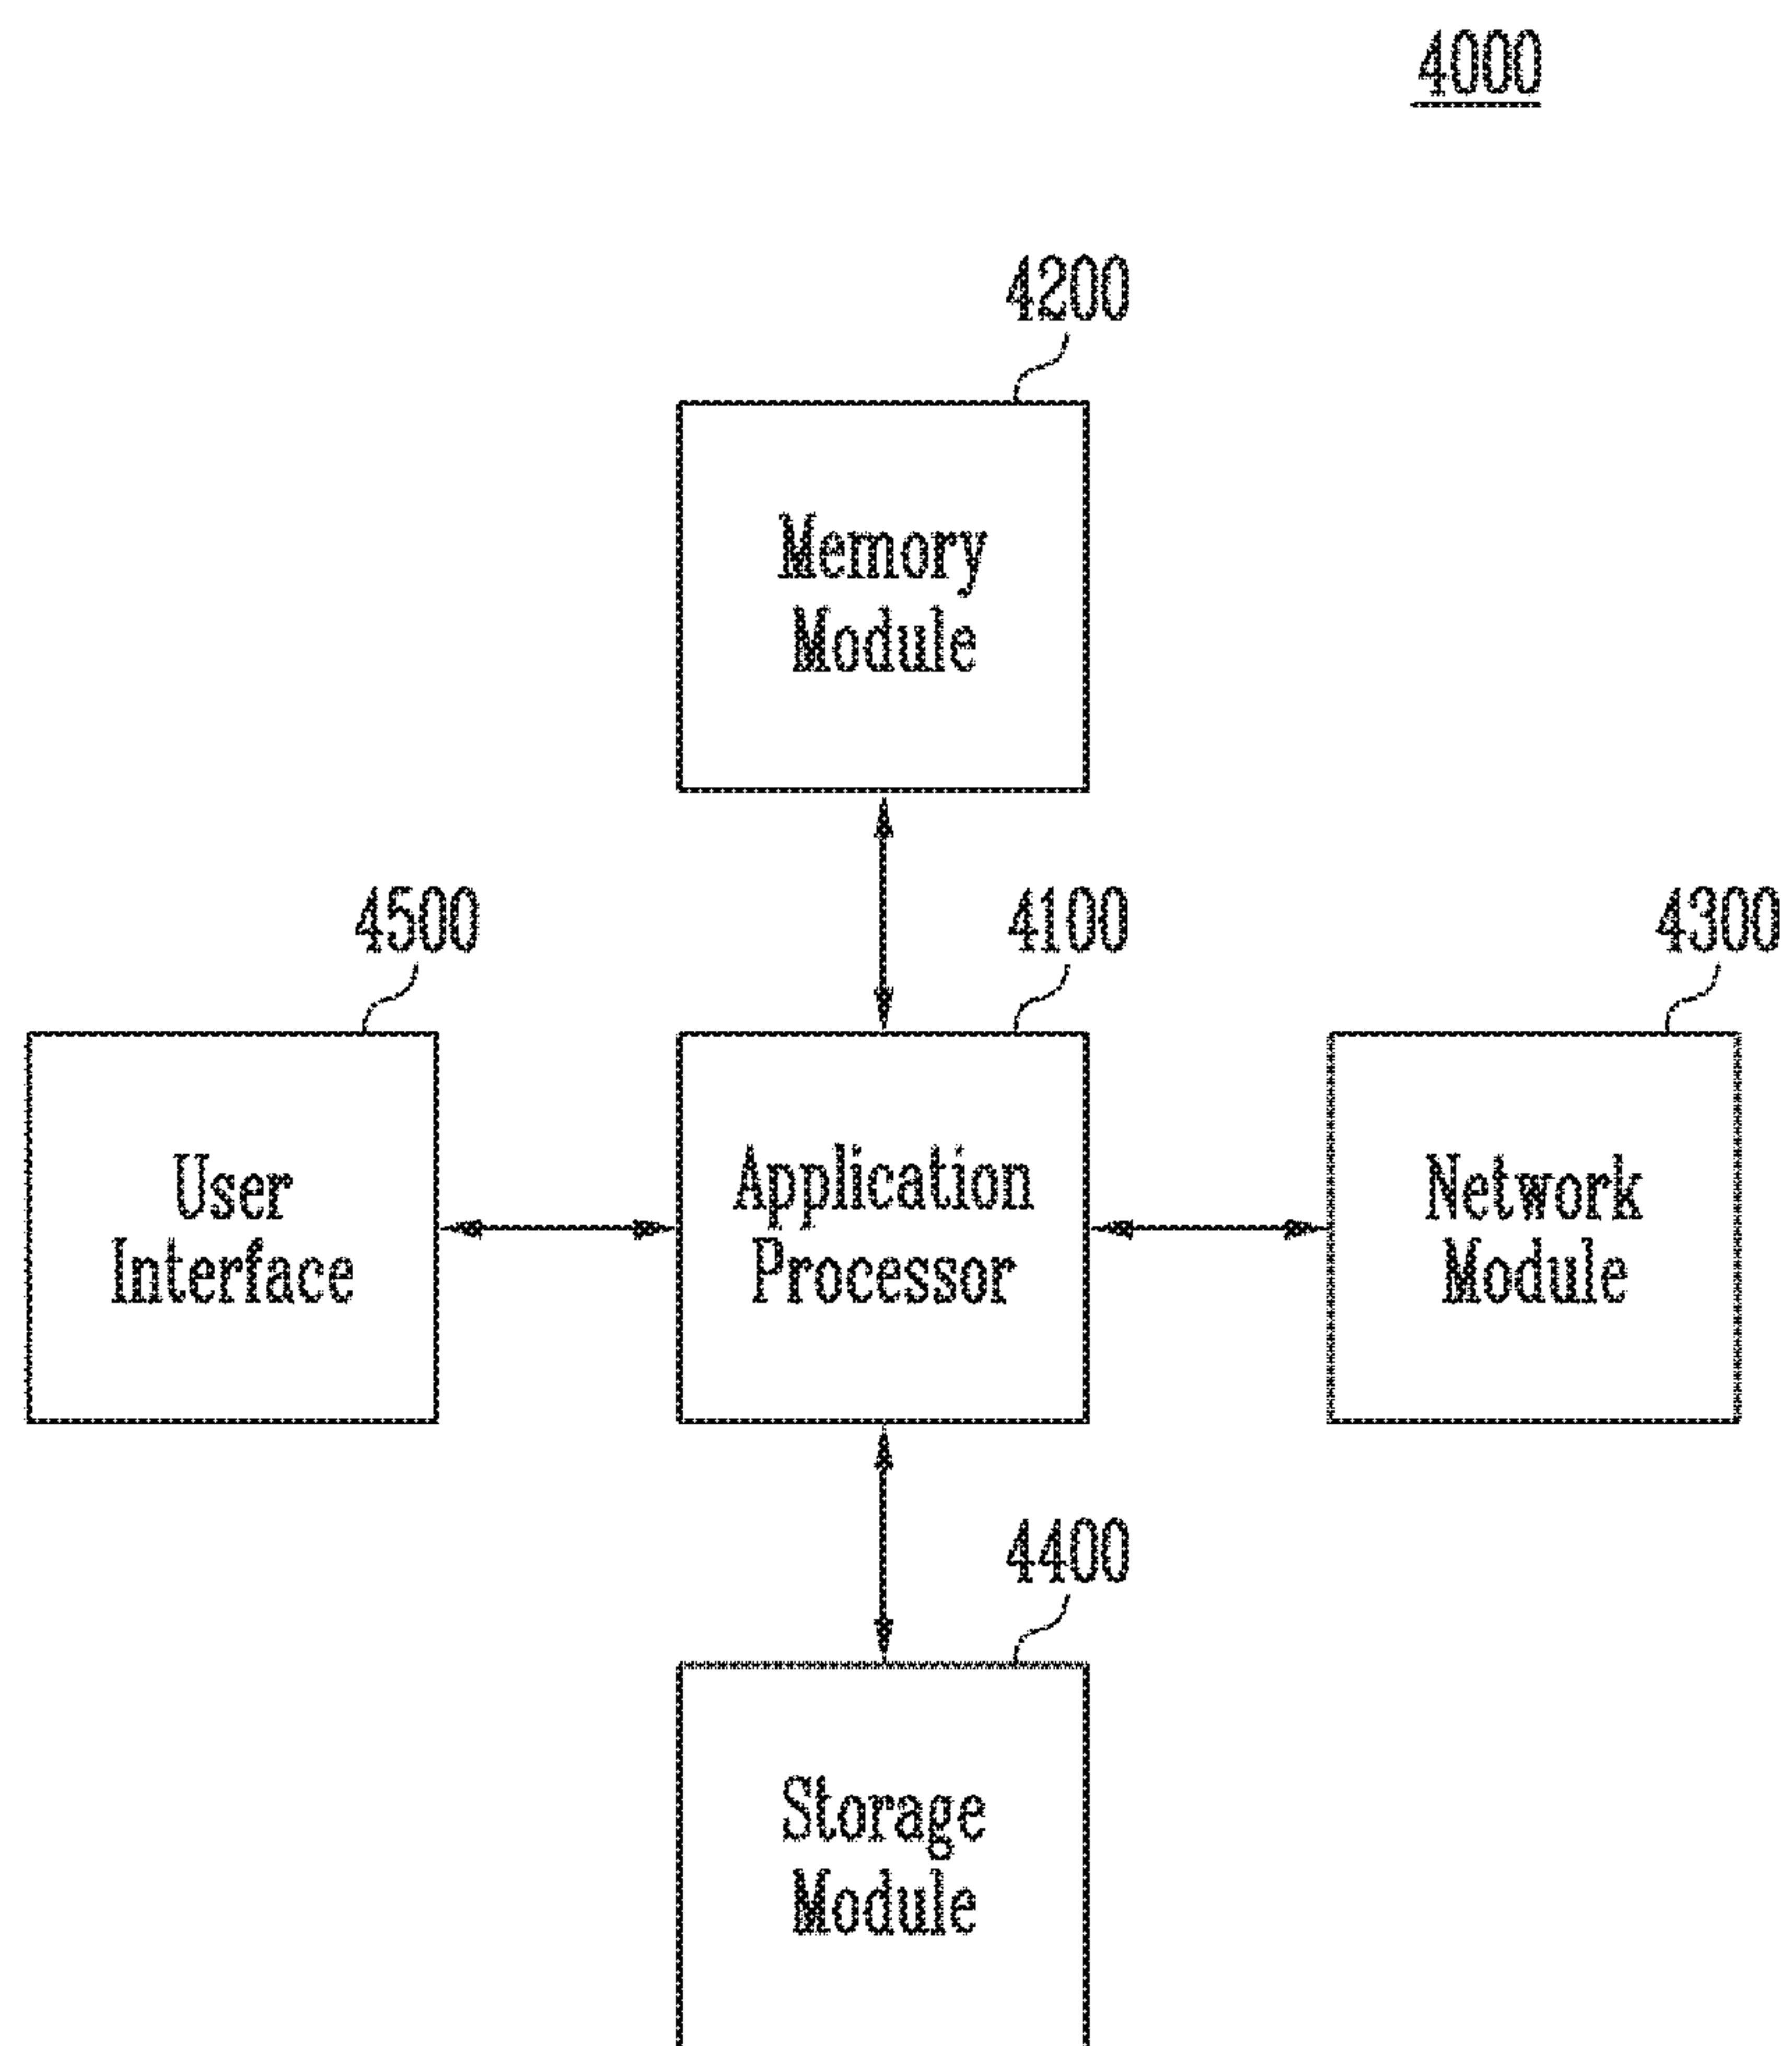 4000
4200
Memory
Module
4500
4100
4300
User
Interface
Application
Processor
Network
Module
4400
Storage
Module